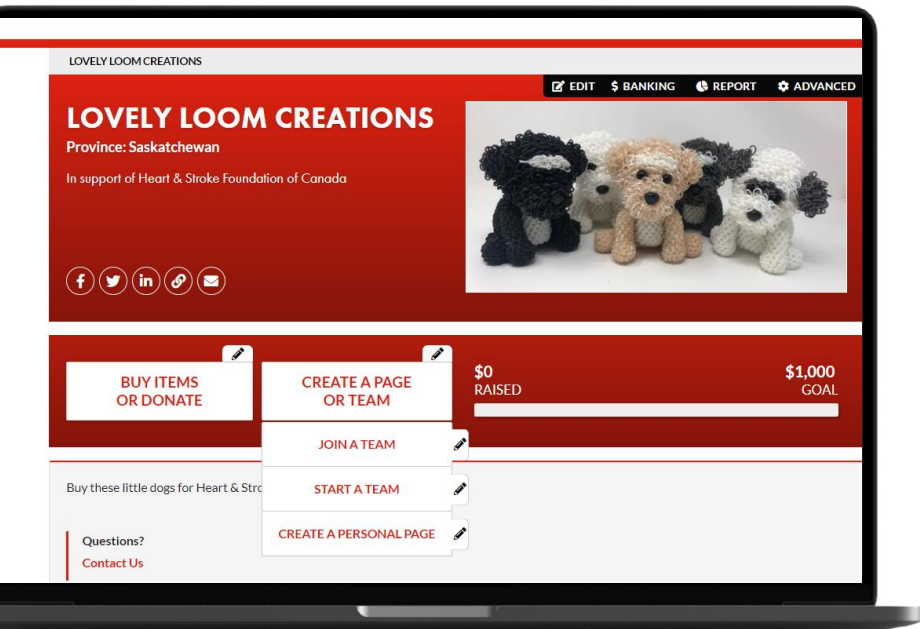 LOVELY LOOM CREATIONS
EDIT $ BANKING REPORT ADVANCED
LOVELY LOOM CREATIONS
Province: Saskatchewan
In support of Heart & Stroke Foundation of Canada
f in
BUY ITEMS
OR DONATE
CREATE A PAGE
OR TEAM
JOIN A TEAM
START A TEAM
CREATE A PERSONAL PAGE
$0
RAISED
$1,000
GOAL
Buy these little dogs for Heart &
Questions?
Contact Us